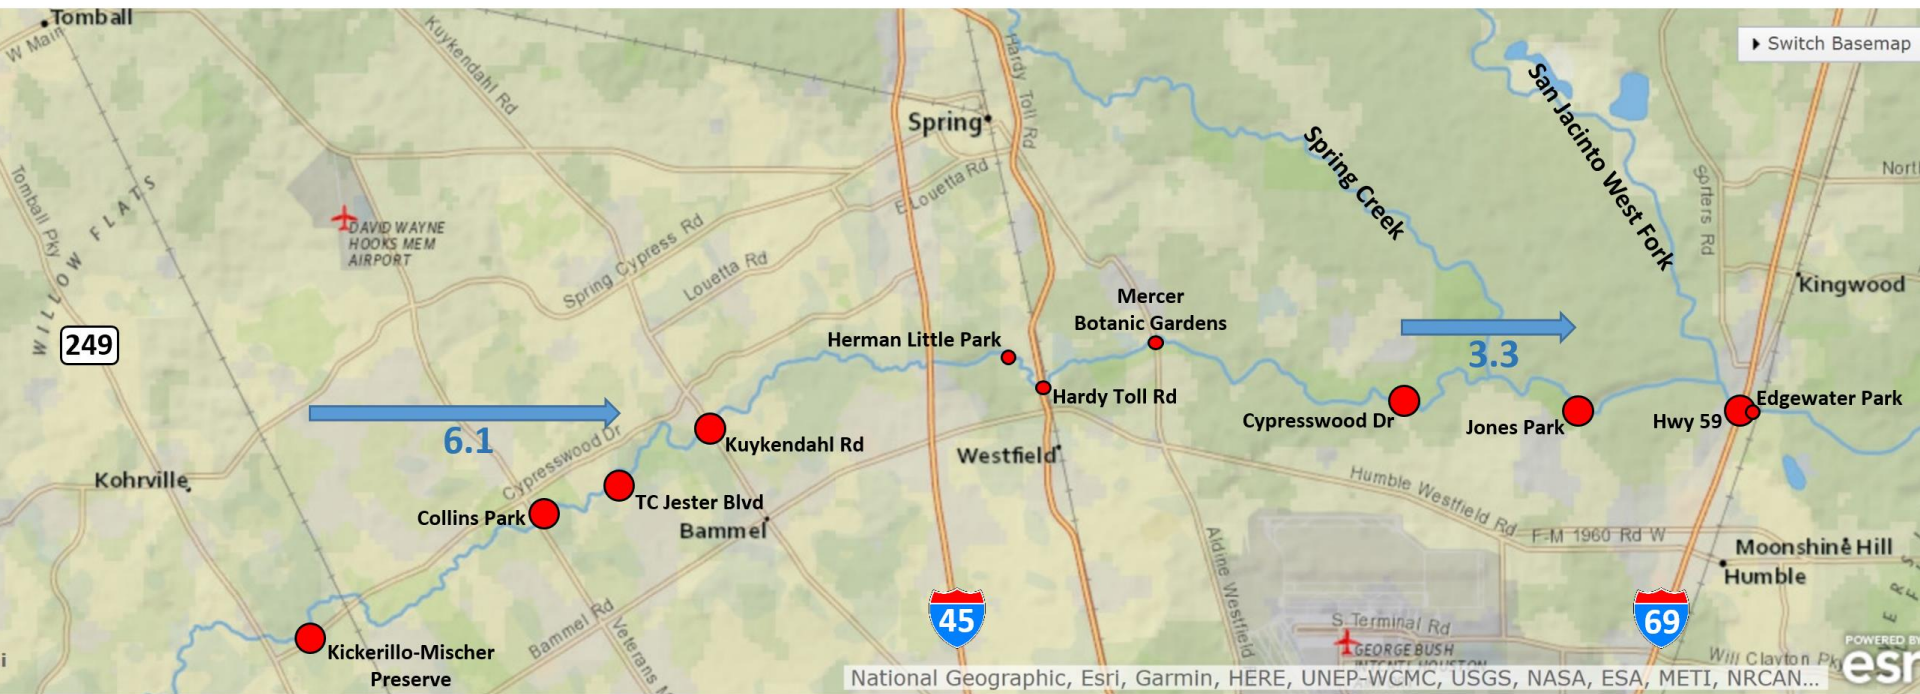 Tomball
W Main
Kuykendahl Rd
Hardy Toll Rd
Switch Basemap
San Jacinto West Fork
Spring
Spring Creek
Tomball Pky
WILLOW FLATS
E Louetta Rd
Sorters Rd
DAVID WAYNE
HOOKS MEM
AIRPORT
Spring Cypress Rd
Louetta Rd
Kingwood
249
Mercer
Botanic Gardens
Herman Little Park
3.3
Hardy Toll Rd
Edgewater Park
6.1
Cypresswood Dr
Cypresswood Dr
Jones Park
Hwy 59
Kuykendahl Rd
Westfield
Kohrville
TC Jester Blvd
Collins Park
Bammel
Humble Westfield Rd
F-M 1960 Rd W
Moonshine Hill
Humble
Aldine Westfield
45
69
Bammel Rd
Veterans M
S Terminal Rd
Kickerillo-Mischer
Preserve
GEORGE BUSH
Will Clayton Pk
POWERED BY
esr
National Geographic, Esri, Garmin, HERE, UNEP-WCMC, USGS, NASA, ESA, METI, NRCAN...